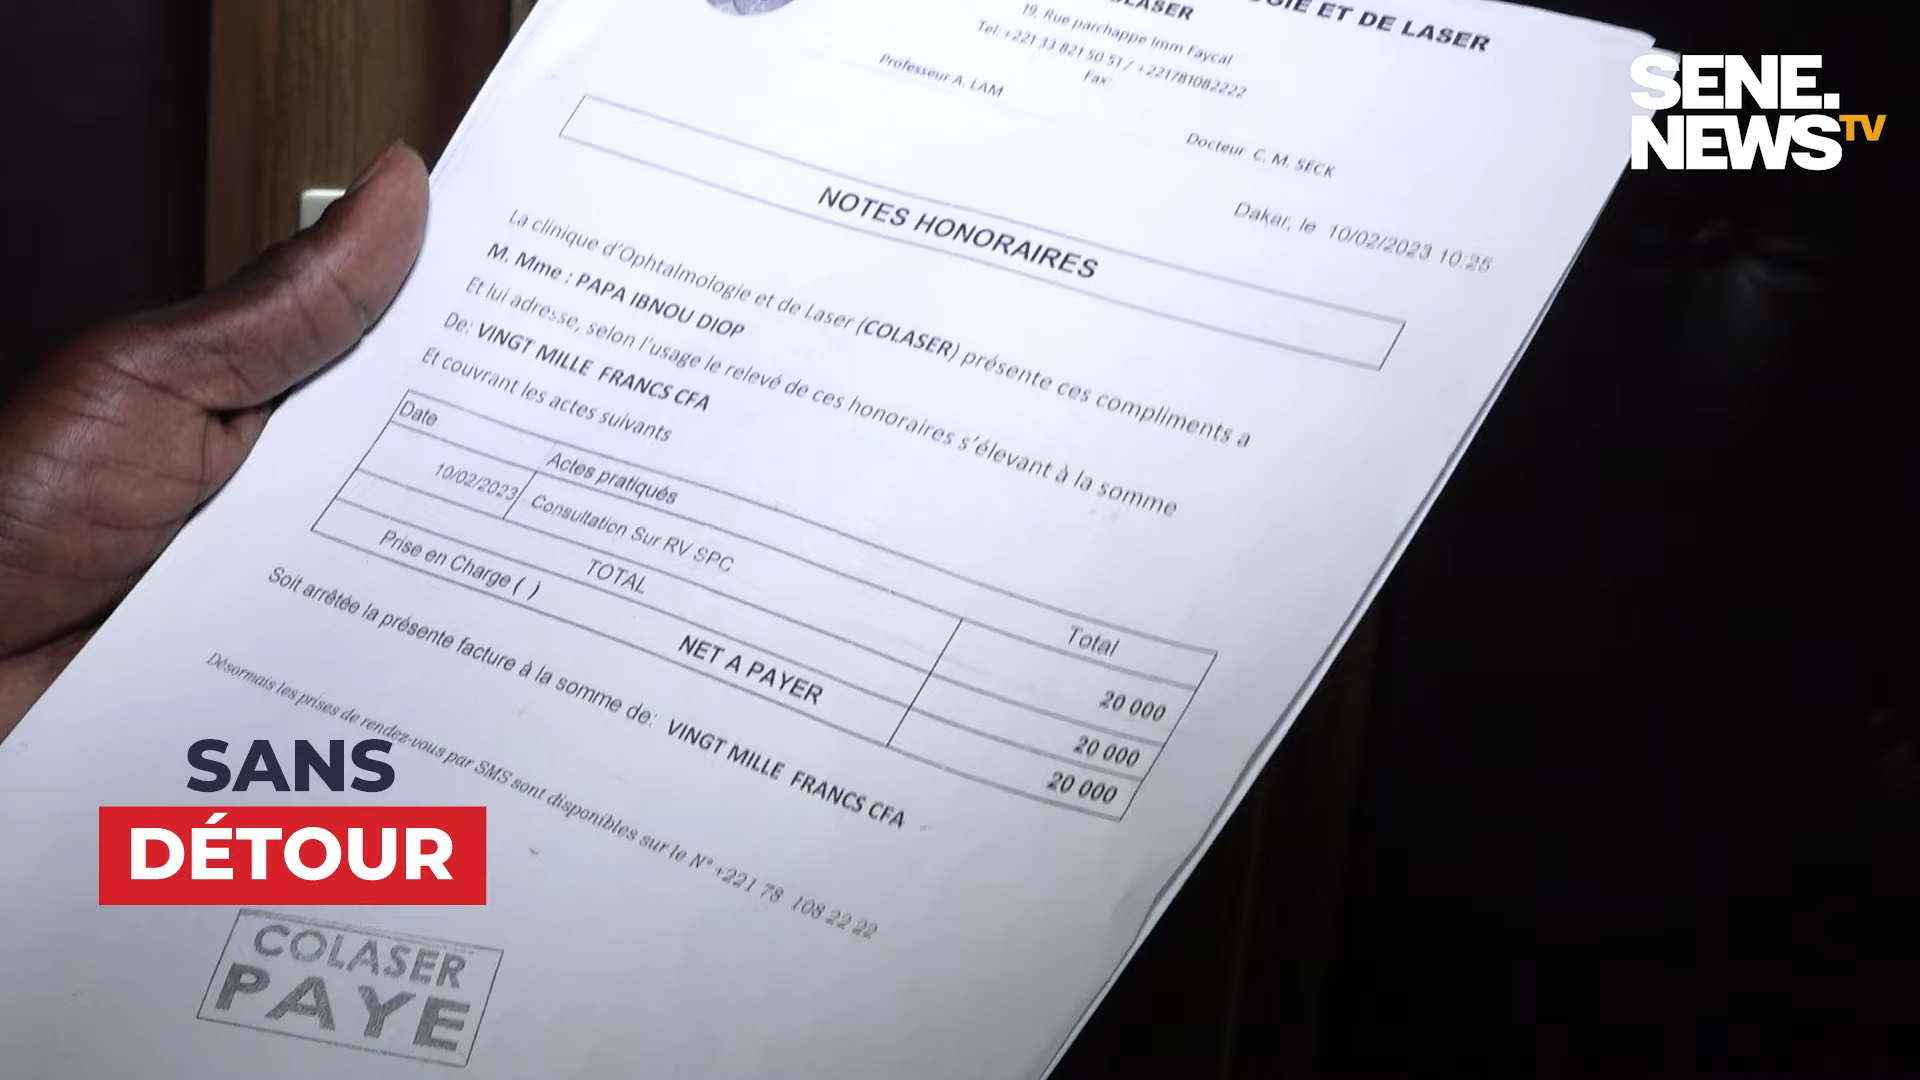 GIE ET DE LASER
COLASER
19, Rue parchappe Imm Faycal
Tel: +221 33 821 50 51 / +221781082222
Fax:
Professeur A. LAM
Docteur C. M. SECK
Dakar, le 10/02/2023 10:25
NOTES HONORAIRES
La clinique d'Ophtalmologie et de Laser (COLASER) présente ces compliments a
M. Mme : PAPA IBNOU DIOP
Et lui adresse, selon l'usage le relevé de ces honoraires s'élevant à la somme
De: VINGT MILLE FRANCS CFA
Et couvrant les actes suivants
Date Actes pratiqués Total
10/02/2023 Consultation Sur RV SPC 20 000
TOTAL 20 000
Prise en Charge ( ) NET A PAYER 20 000
Soit arrêtée la présente facture à la somme de: VINGT MILLE FRANCS CFA
Désormais les prises de rendez-vous par SMS sont disponibles sur le N° +221 78 108 22 22
COLASER
PAYE
SENE.
NEWS TV
SANS
DÉTOUR